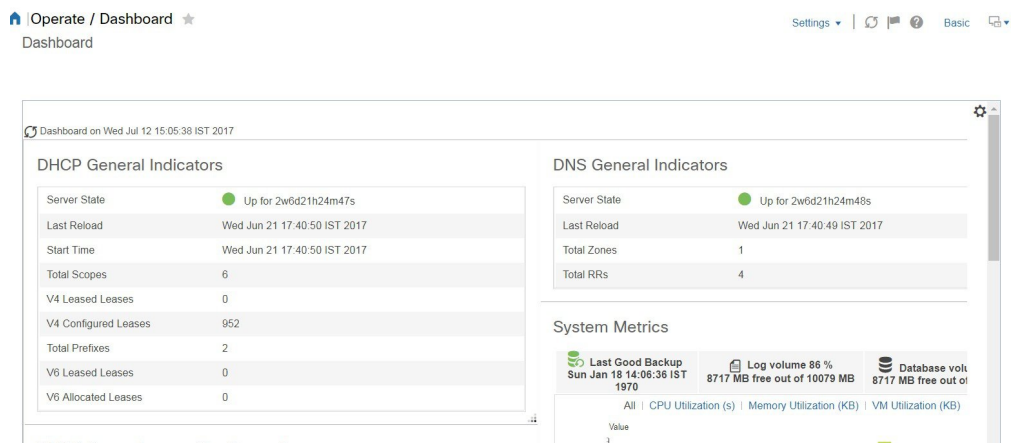 Operate / Dashboard
Settings
Basic
Dashboard
Dashboard on Wed Jul 12 15:05:38 IST 2017
DHCP General Indicators
Server State Up for 2w6d21h24m47s
Last Reload Wed Jun 21 17:40:50 IST 2017
Start Time Wed Jun 21 17:40:50 IST 2017
Total Scopes 6
V4 Leased Leases 0
V4 Configured Leases 952
Total Prefixes 2
V6 Leased Leases 0
V6 Allocated Leases 0
DNS General Indicators
Server State Up for 2w6d21h24m48s
Last Reload Wed Jun 21 17:40:49 IST 2017
Total Zones 1
Total RRs 4
System Metrics
Last Good Backup
Sun Jan 18 14:06:36 IST
1970
Log volume 86 %
8717 MB free out of 10079 MB
Database volu
8717 MB free out of
All | CPU Utilization (s) | Memory Utilization (KB) | VM Utilization (KB)
Value